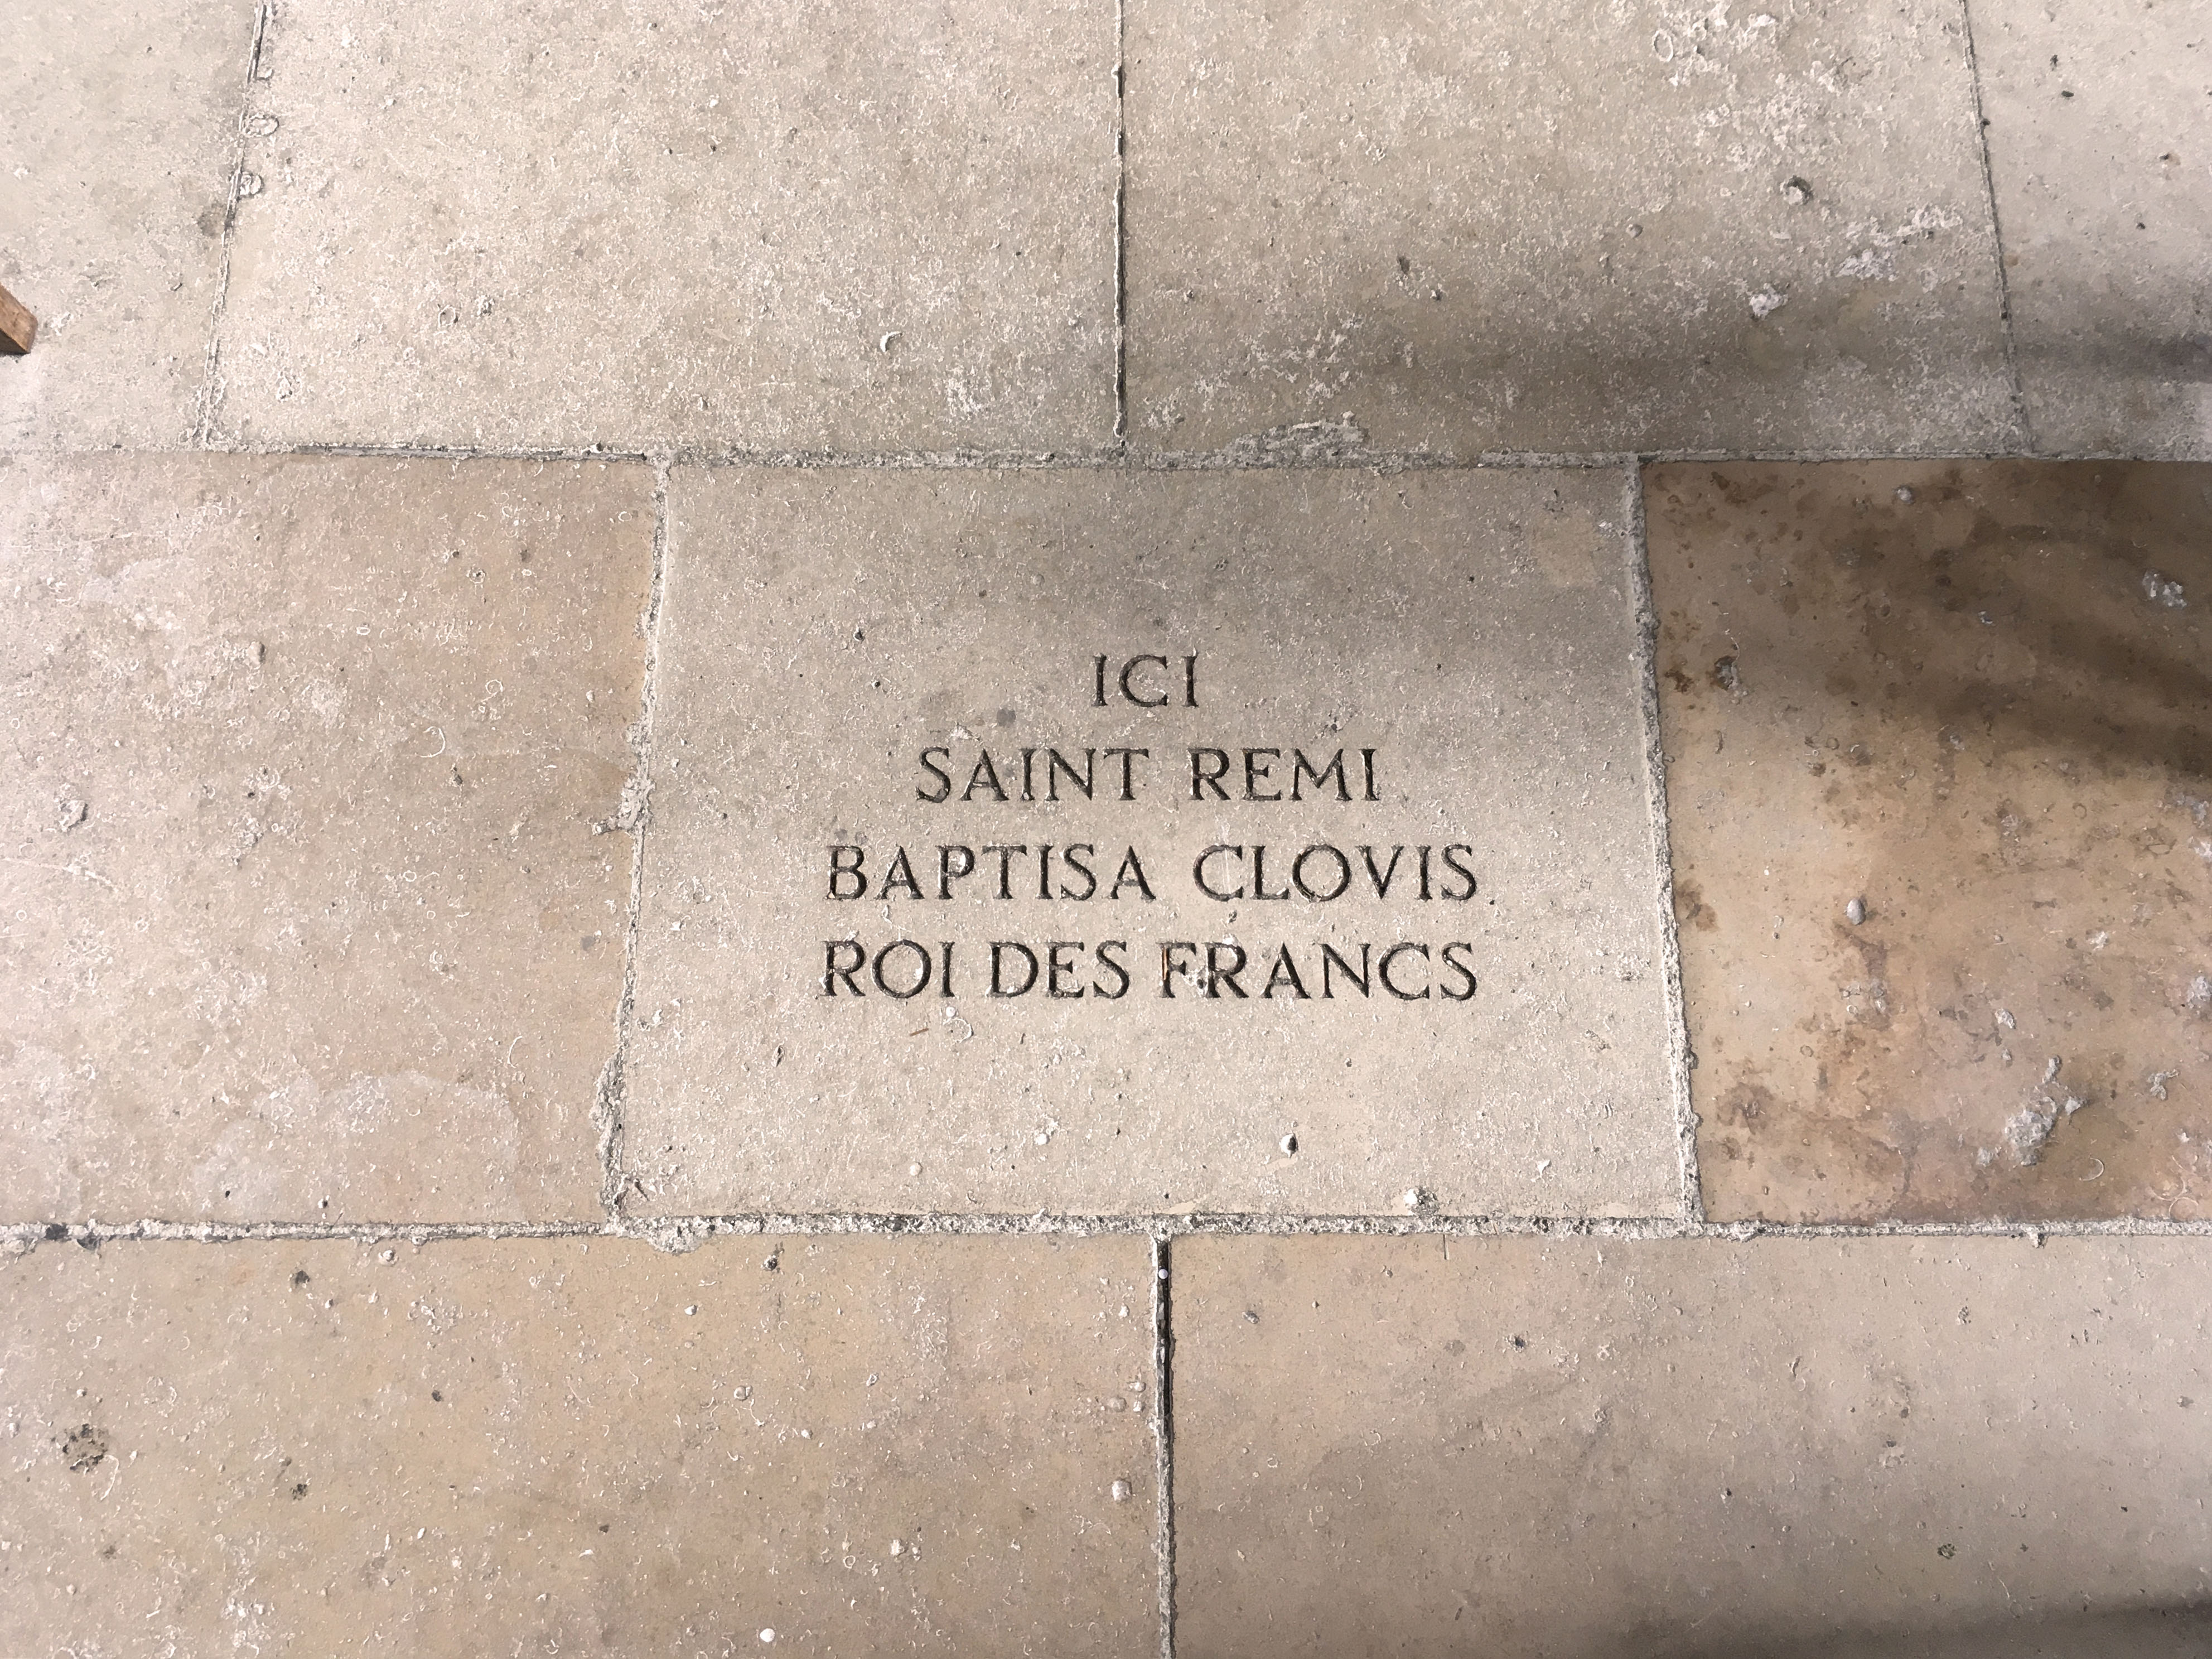 ICI
SAINT REMI
BAPTISA CLOVIS
ROI DES FRANCS